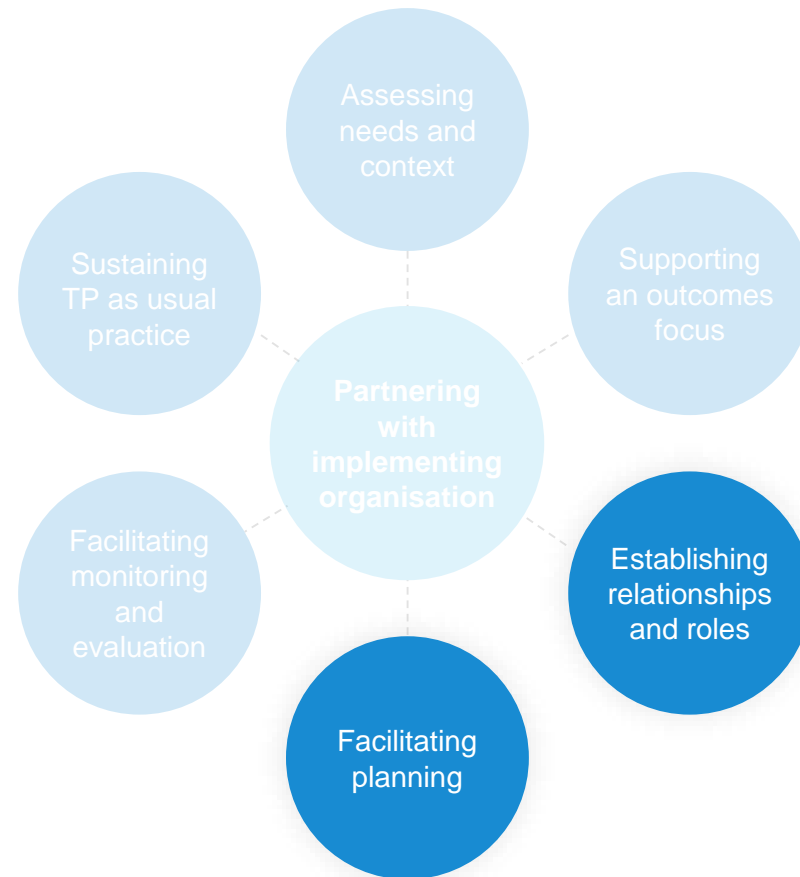 Assessing
needs and
context
Supporting
an outcomes
focus
Sustaining
TP as usual
practice
Partnering
with
implementing
organisation
Establishing
relationships
and roles
Facilitating
monitoring
and
evaluation
Facilitating
planning